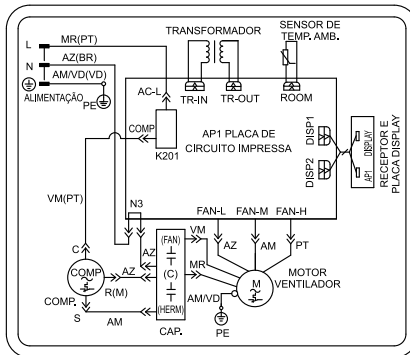 TRANSFORMADOR
SENSOR DE
TEMP. AMB.
L
MR(PT)
N
AZ(BR)
AM/VD(VD)
ALIMENTAÇÃO
PE
AC-L
TR-IN
TR-OUT
ROOM
COMP
K201
AP1 PLACA DE
CIRCUITO IMPRESSA
DISP1
DISP2
DISPLAY
AP1
RECEPTOR E
PLACA DISPLAY
VM(PT)
N3
FAN-L
FAN-M
FAN-H
AZ
(FAN)
VM
AZ
AM
PT
C
COMP
AZ
(C)
MR
M
MOTOR
VENTILADOR
R(M)
COMP.
S
AM
(HERM)
CAP.
AM/VD
PE